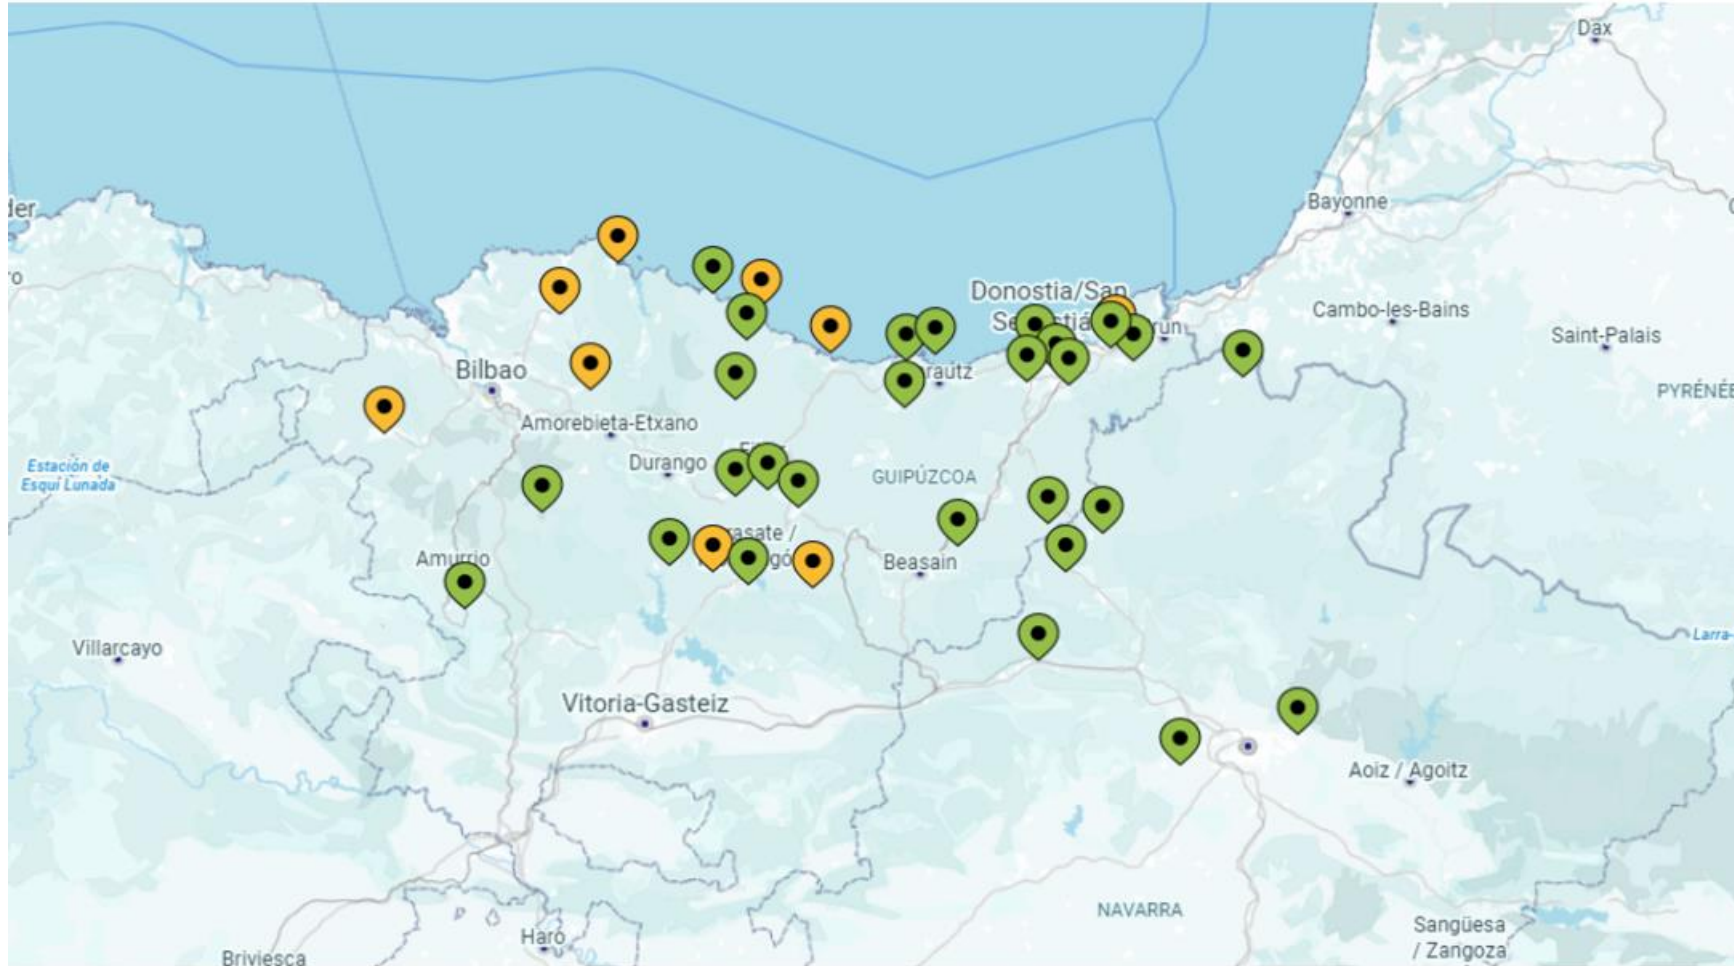 Dax
Bayonne
Donostia/San
Cambo-les-Bains
Saint-Palais
Bilbao
Amorebieta-Etxano
Durango
Estación de
Esquí Lunada
GUIPÚZCOA
Amurrio
Beasain
Villarcayo
Larra-
Vitoria-Gasteiz
Aoiz / Agoitz
NAVARRA
Sangüesa
/ Zangoza
Haro
Briviesca